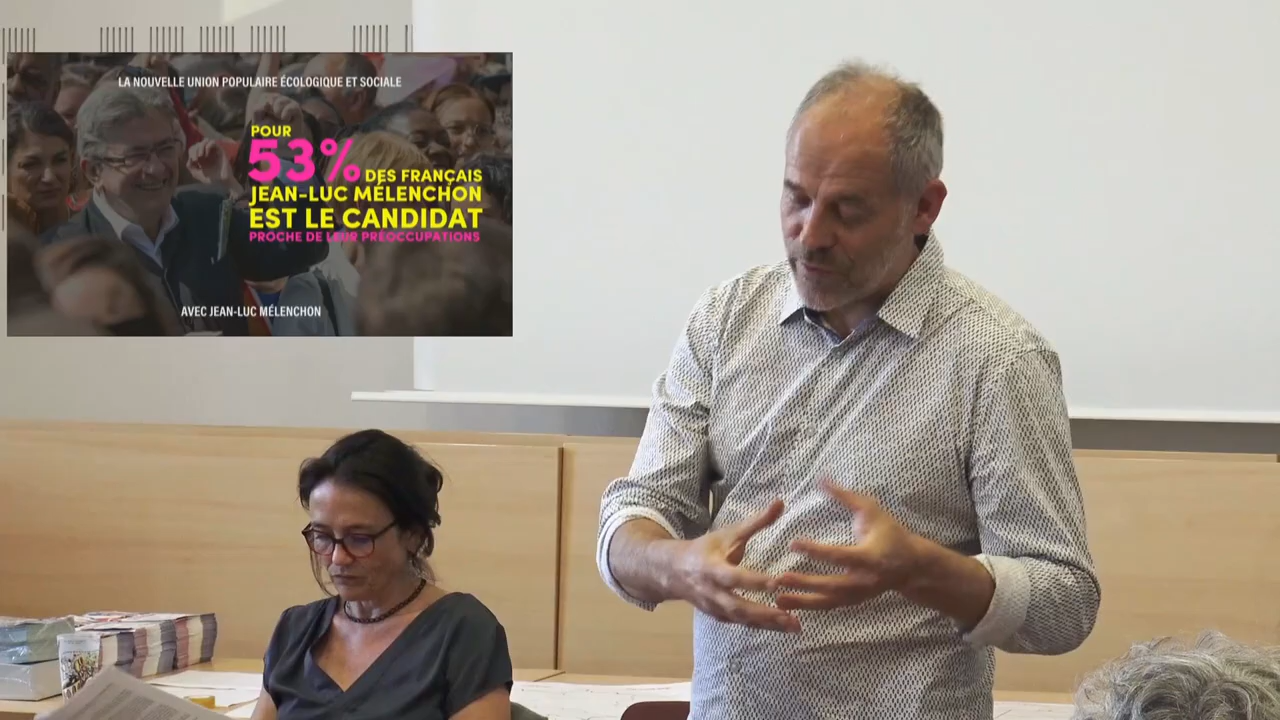 LA NOUVELLE UNION POPULAIRE ÉCOLOGIQUE ET SOCIALE
POUR
53% DES FRANÇAIS
JEAN-LUC MÉLENCHON
EST LE CANDIDAT
PROCHE DE LEUR PRÉOCCUPATIONS
AVEC JEAN-LUC MÉLENCHON